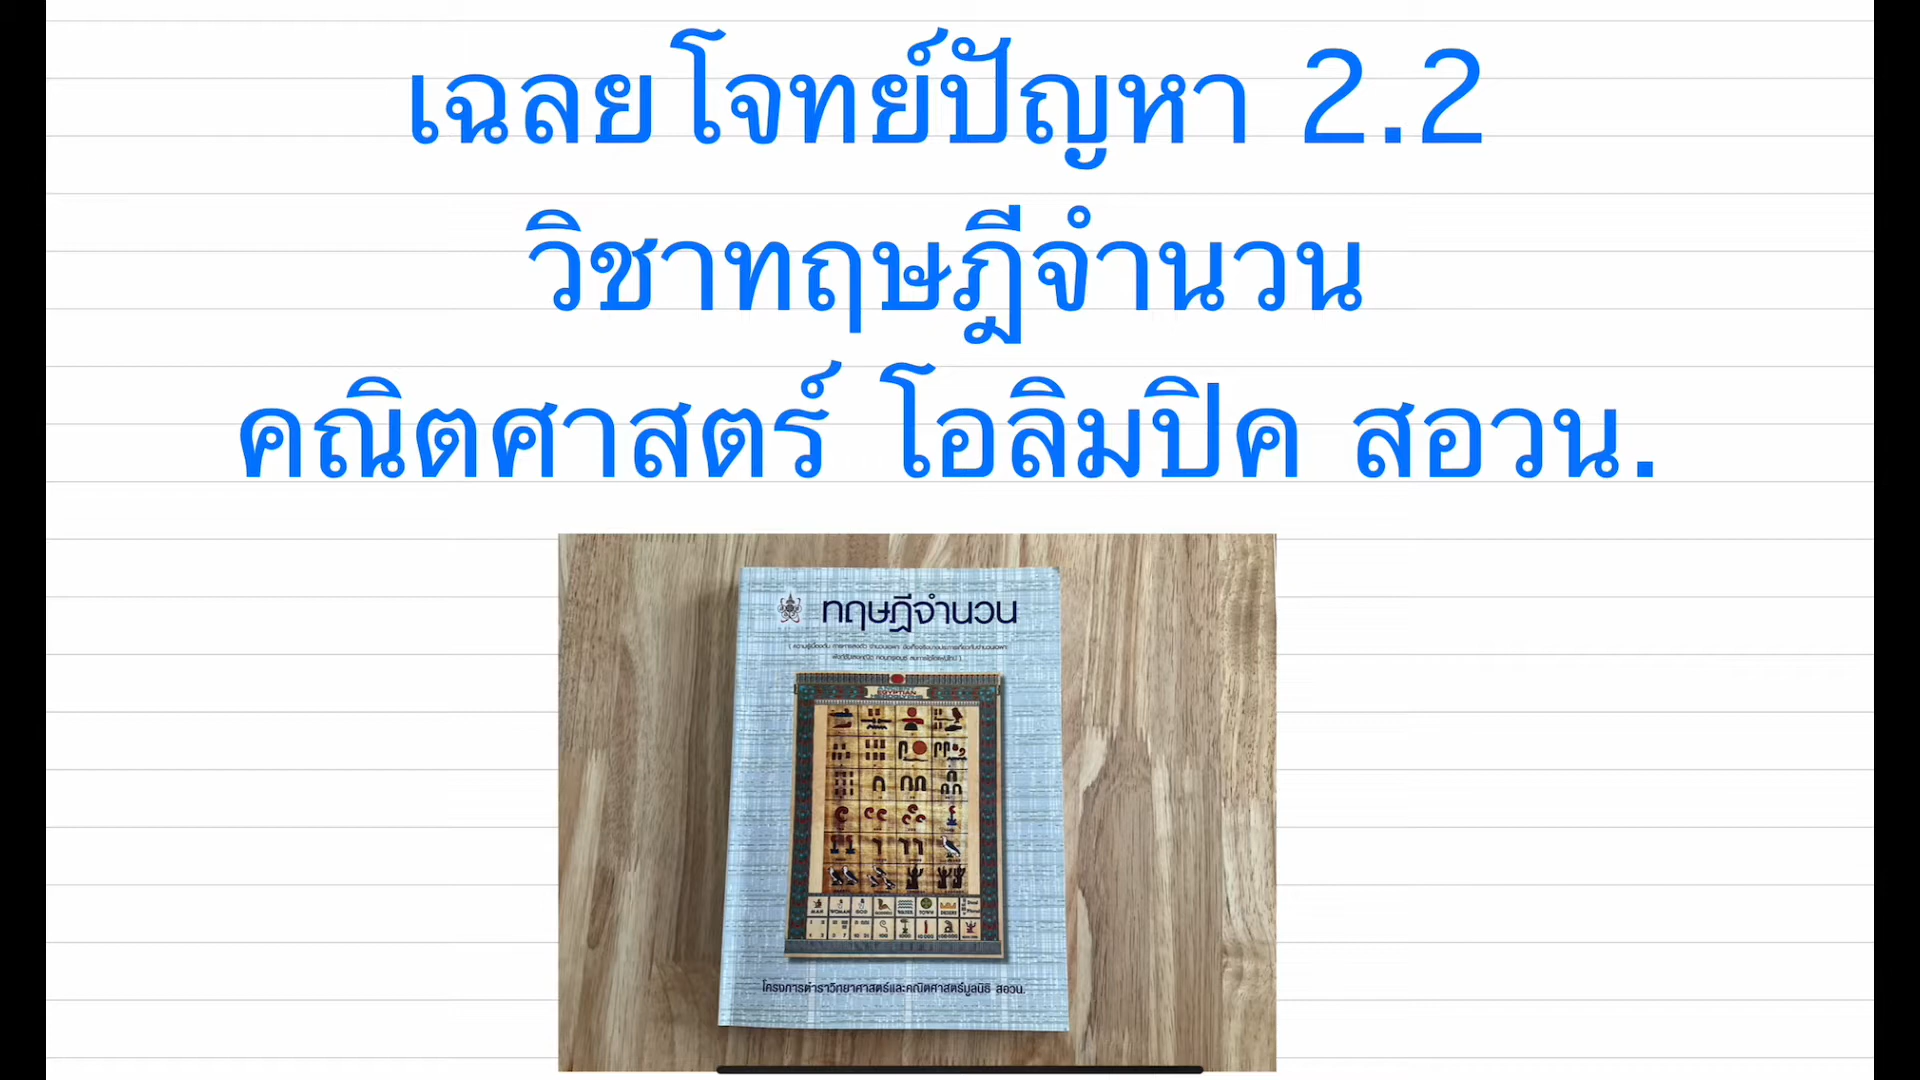 เฉลยโจทย์ปัญหา 2.2
วิชาทฤษฎีจำนวน
คณิตศาสตร์ โอลิมปิค สอวน.
ทฤษฎีจำนวน
โครงการตำราวิทยาศาสตร์และคณิตศาสตร์มูลนิธิ สอวน.